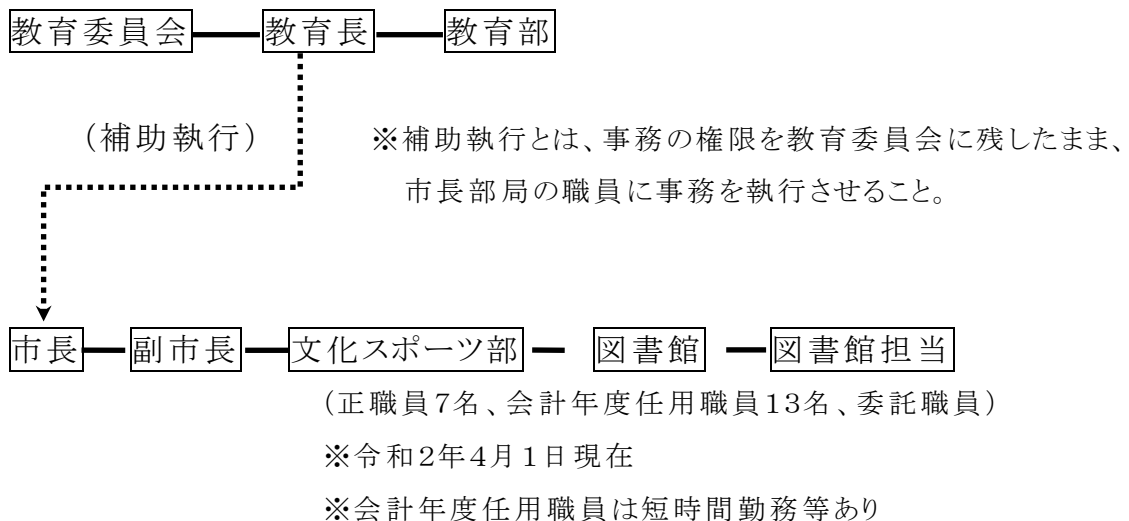 教育委員会 教育長 教育部
(補助執行) ※補助執行とは、事務の権限を教育委員会に残したまま、
市長部局の職員に事務を執行させること。
市長 副市長 文化スポーツ部 図書館 図書館担当
(正職員7名、会計年度任用職員13名、委託職員)
※令和2年4月1日現在
※会計年度任用職員は短時間勤務等あり